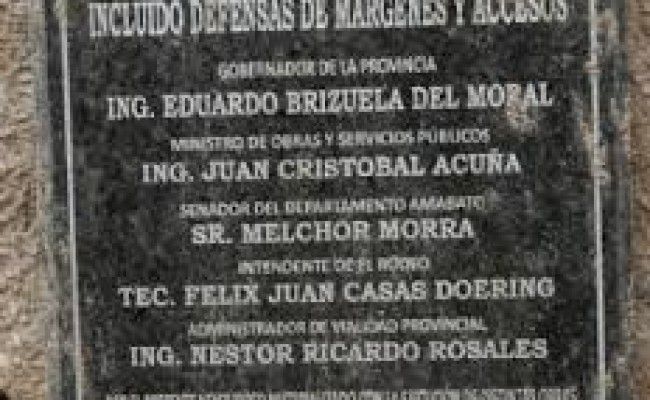 INCLUIDO DEFENSAS DE MARGENES Y ACCESOS
GOBERNADOR DE LA PROVINCIA
ING. EDUARDO BRIZUELA DEL MORAL
MINISTRO DE OBRAS Y SERVICIOS PÚBLICOS
ING. JUAN CRISTOBAL ACUÑA
SENADOR DEL DEPARTAMENTO AMABATO
SR. MELCHOR MORRA
INTENDENTE DE EL RODEO
TEC. FELIX JUAN CASAS DOERING
ADMINISTRADOR DE VIALIDAD PROVINCIAL
ING. NESTOR RICARDO ROSALES